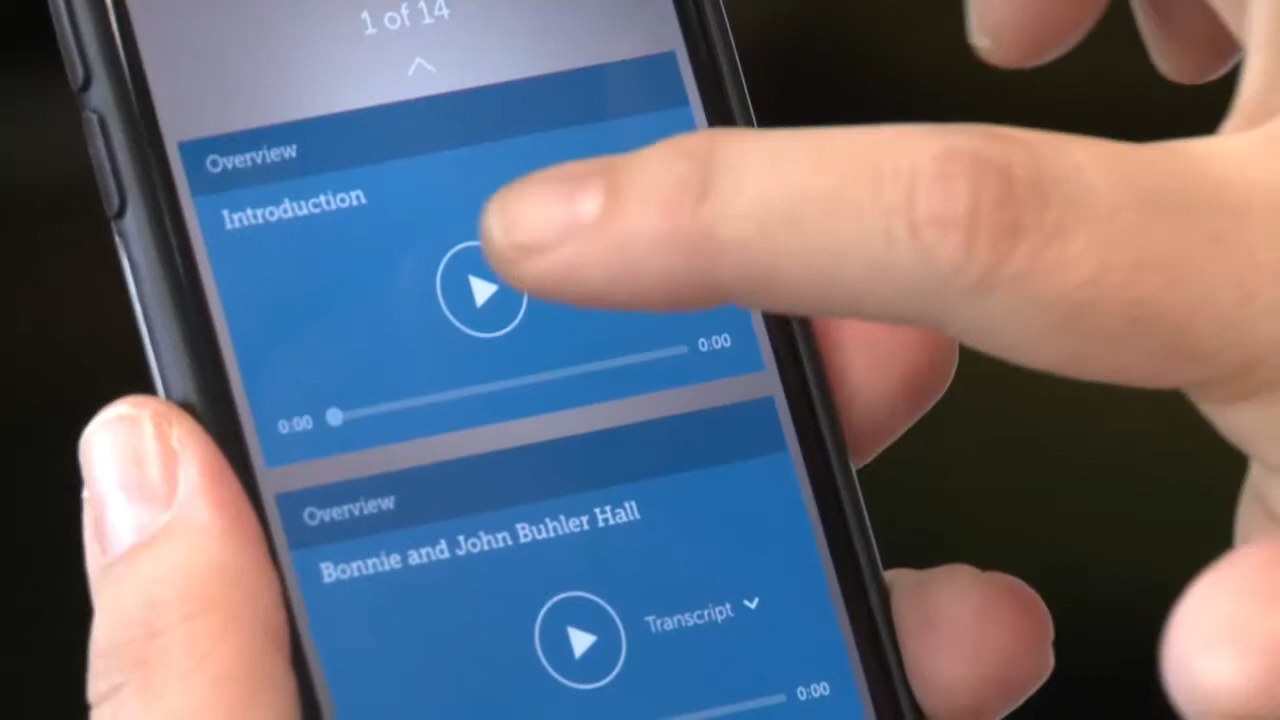 1 of 14
Overview
Introduction
0:00
0:00
Overview
Bonnie and John Buhler Hall
Transcript
0:00